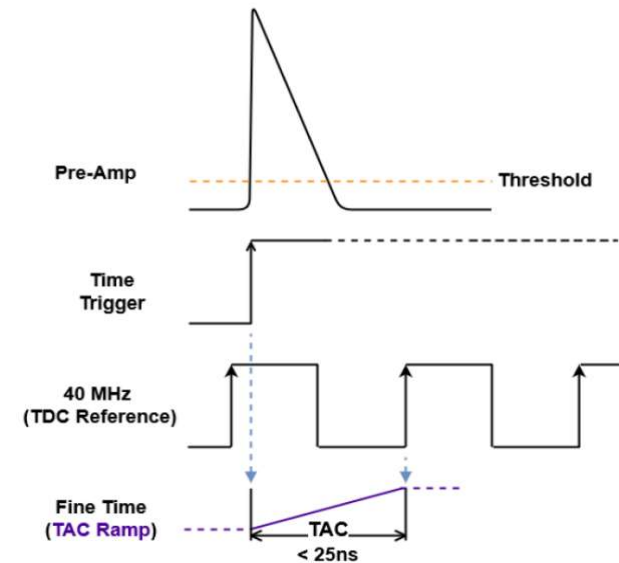 Pre-Amp
Threshold
Time
Trigger
40 MHz
(TDC Reference)
Fine Time
(TAC Ramp)
TAC
< 25ns